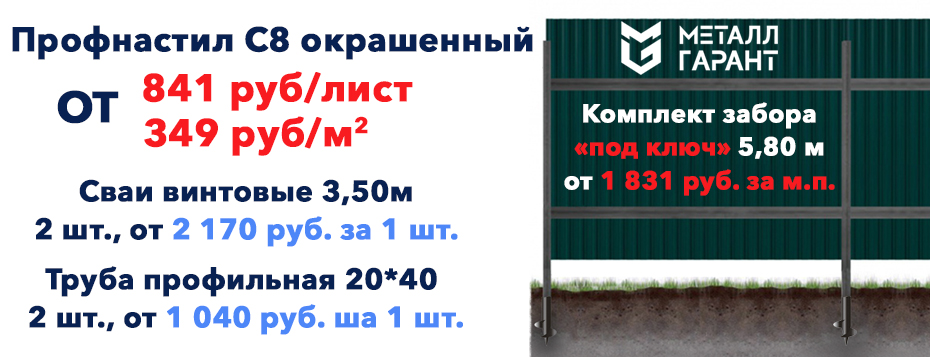 Профнастил С8 окрашенный
от 841 руб/лист
349 руб/м²
Сваи винтовые 3,50м
2 шт., от 2 170 руб. за 1 шт.
Труба профильная 20*40
2 шт., от 1 040 руб. ша 1 шт.
МЕТАЛЛ
ГАРАНТ
Комплект забора
«под ключ» 5,80 м
от 1 831 руб. за м.п.